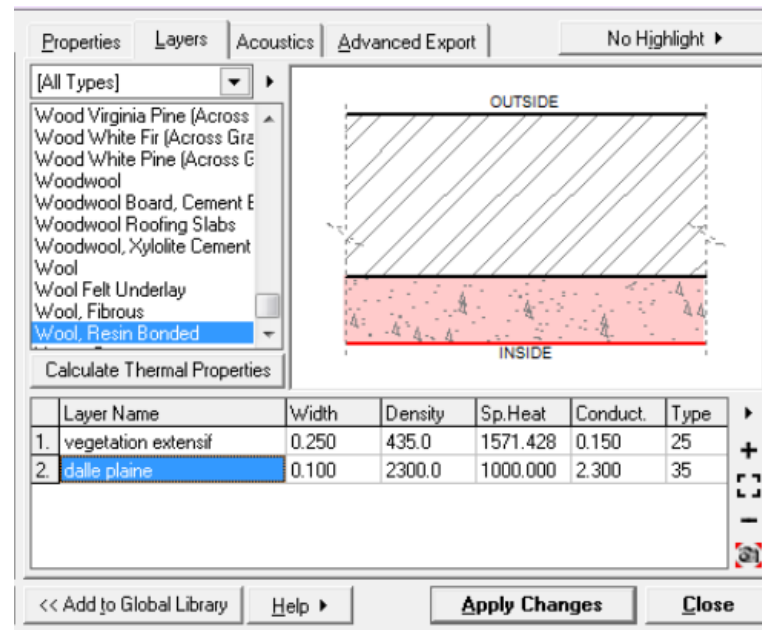 Properties Layers Acoustics Advanced Export No Highlight
[All Types]
Wood Virginia Pine (Across
Wood White Fir (Across Gra
Wood White Pine (Across G
Woodwool
Woodwool Board, Cement B
Woodwool Roofing Slabs
Woodwool, Xylolite Cement
Wool
Wool Felt Underlay
Wool, Fibrous
Wool, Resin Bonded
Calculate Thermal Properties
OUTSIDE
INSIDE
Layer Name Width Density Sp.Heat Conduct. Type
1. vegetation extensif 0.250 435.0 1571.428 0.150 25
2. dalle plaine 0.100 2300.0 1000.000 2.300 35
<< Add to Global Library Help Apply Changes Close